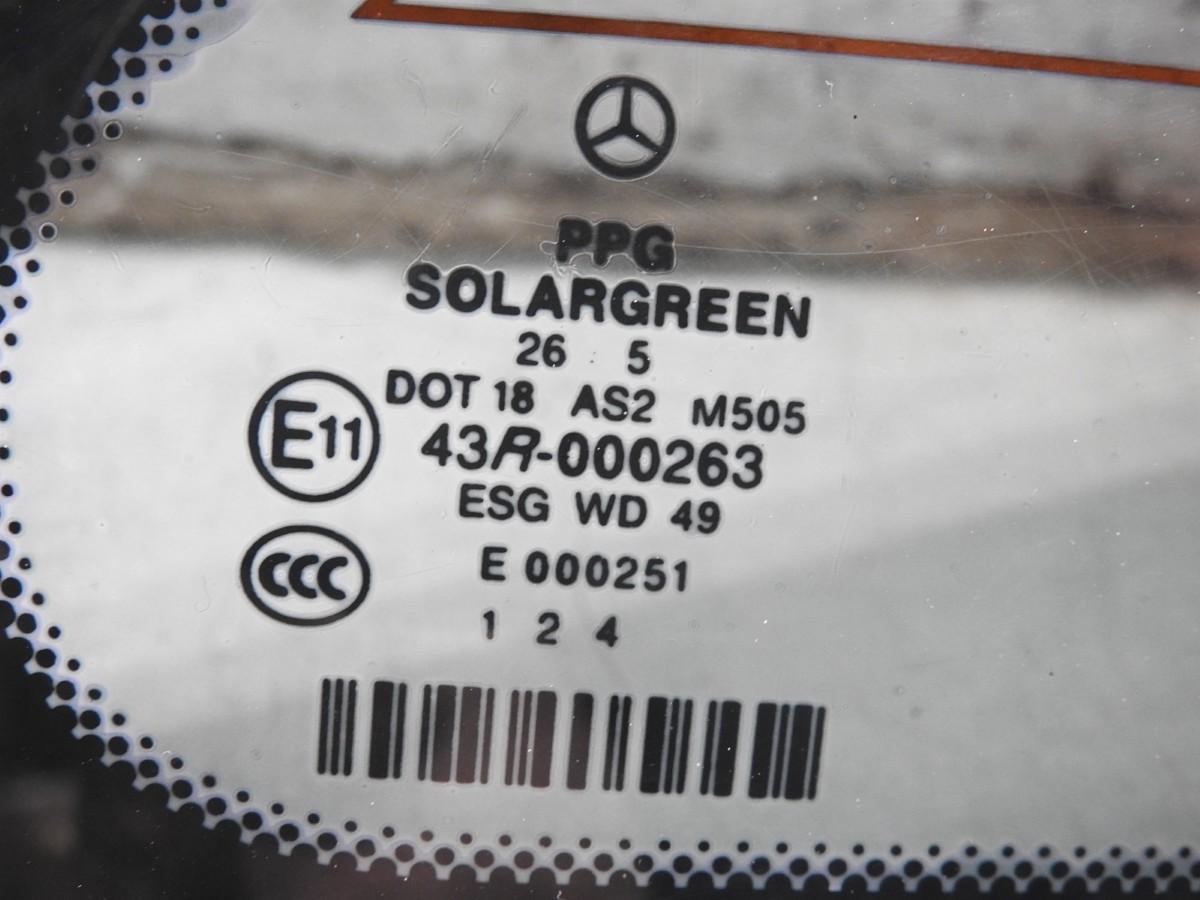 PPG
SOLARGREEN
26 5
DOT 18 AS2 M505
E11 43R-000263
ESG WD 49
CCC E 000251
1 2 4